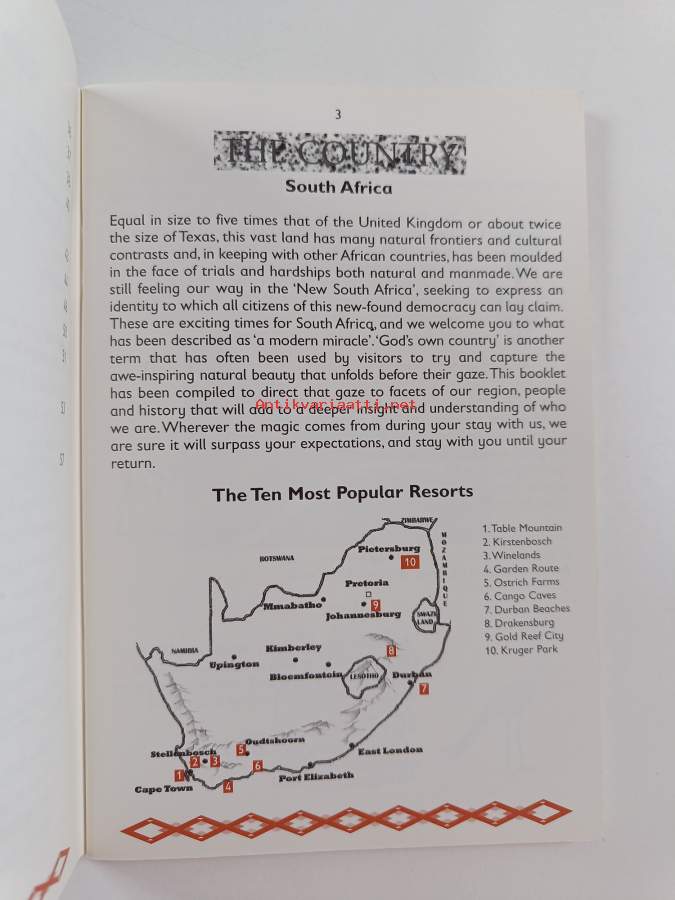 3
THE COUNTRY
South Africa
Equal in size to five times that of the United Kingdom or about twice
the size of Texas, this vast land has many natural frontiers and cultural
contrasts and, in keeping with other African countries, has been moulded
in the face of trials and hardships both natural and manmade. We are
still feeling our way in the 'New South Africa', seeking to express an
identity to which all citizens of this new-found democracy can lay claim.
These are exciting times for South Africa, and we welcome you to what
has been described as 'a modern miracle'. 'God's own country' is another
term that has often been used by visitors to try and capture the
awe-inspiring natural beauty that unfolds before their gaze. This booklet
has been compiled to direct that gaze to facets of our region, people
and history that will add to a deeper insight and understanding of who
Antikvariaatti.net
we are. Wherever the magic comes from during your stay with us, we
are sure it will surpass your expectations, and stay with you until your
return.
The Ten Most Popular Resorts
ZIMBABWE
MOZAMBIQUE
BOTSWANA
Pietersburg
10
Pretoria
9
Mmabatho
Johannesburg
SWAZI
LAND
NAMIBIA
Kimberley
8
Upington
Bloemfontein
LESOTHO
Durban
7
Oudtshoorn
5
Stellenbosch
2
3
6
East London
1
Port Elizabeth
Cape Town
4
1. Table Mountain
2. Kirstenbosch
3. Winelands
4. Garden Route
5. Ostrich Farms
6. Cango Caves
7. Durban Beaches
8. Drakensburg
9. Gold Reef City
10. Kruger Park